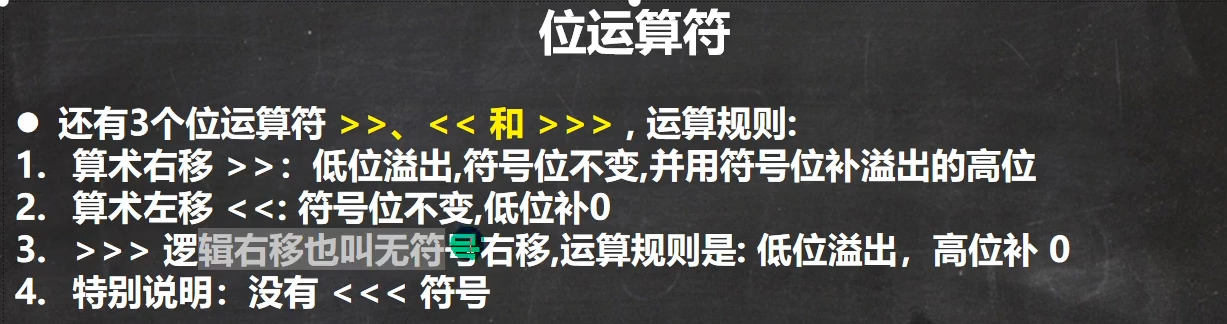 位运算符
● 还有3个位运算符 >>、<< 和 >>> , 运算规则:
1. 算术右移 >>：低位溢出,符号位不变,并用符号位补溢出的高位
2. 算术左移 <<: 符号位不变,低位补0
3. >>> 逻辑右移也叫无符号右移,运算规则是: 低位溢出，高位补 0
4. 特别说明：没有 <<< 符号